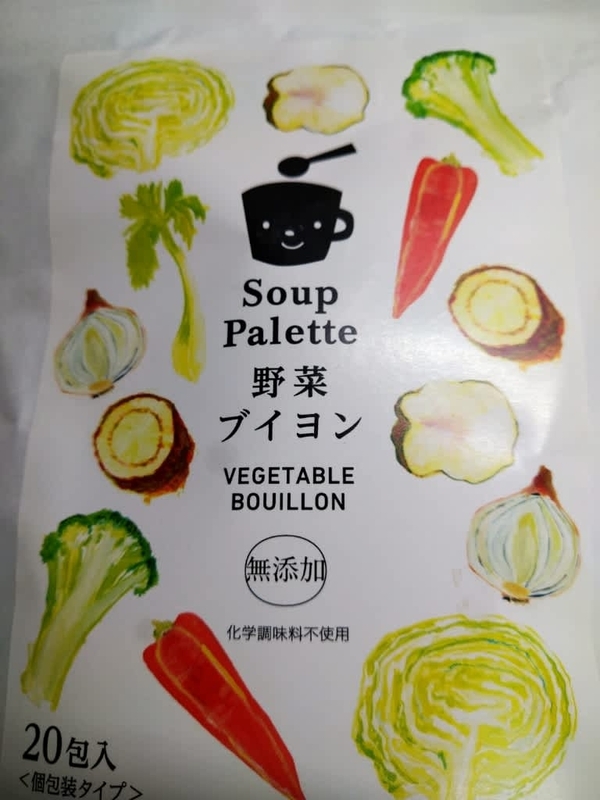 Soup
Palette
野菜
ブイヨン
VEGETABLE
BOUILLON
無添加
化学調味料不使用
20包入
<個包装タイプ>